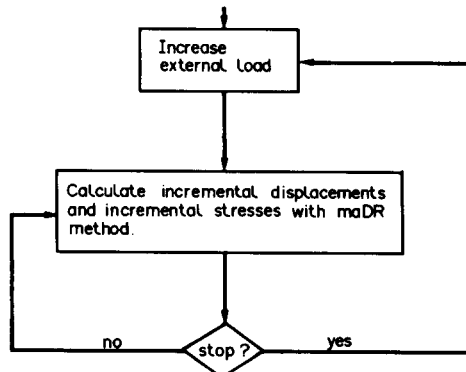 Increase
external load
Calculate incremental displacements
and incremental stresses with maDR
method.
no
stop?
yes